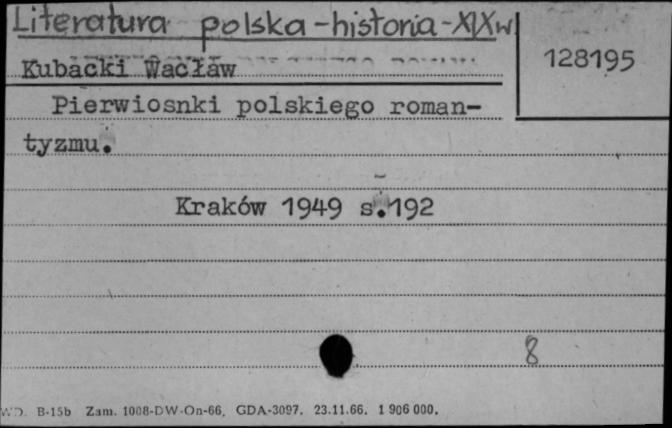 Literatura polska-historia-XIXw
128195
Kubacki Wacław
Pierwiosnki polskiego roman-
tyzmu.
Kraków 1949 s.192
8
WD. B-15b Zam. 1008-DW-On-66. GDA-3097. 23.11.66. 1 906 000.